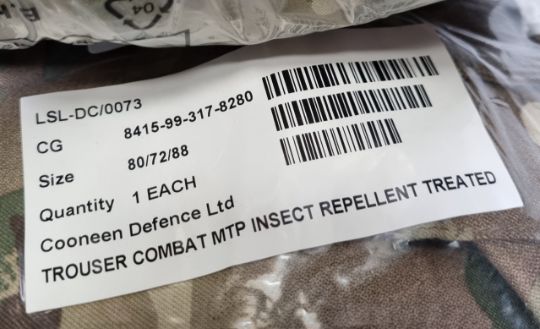 04
LSL-DC/0073
CG 8415-99-317-8280
Size 80/72/88
Quantity 1 EACH
Cooneen Defence Ltd
TROUSER COMBAT MTP INSECT REPELLENT TREATED